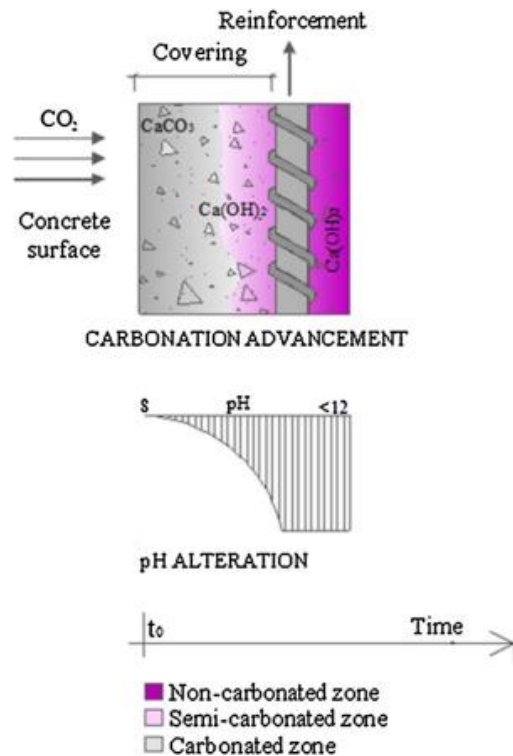 Reinforcement
Covering
CO₂
CaCO₃
Ca(OH)₂
Ca(OH)₂
Concrete
surface
CARBONATION ADVANCEMENT
8 pH <12
pH ALTERATION
t₀ Time
Non-carbonated zone
Semi-carbonated zone
Carbonated zone